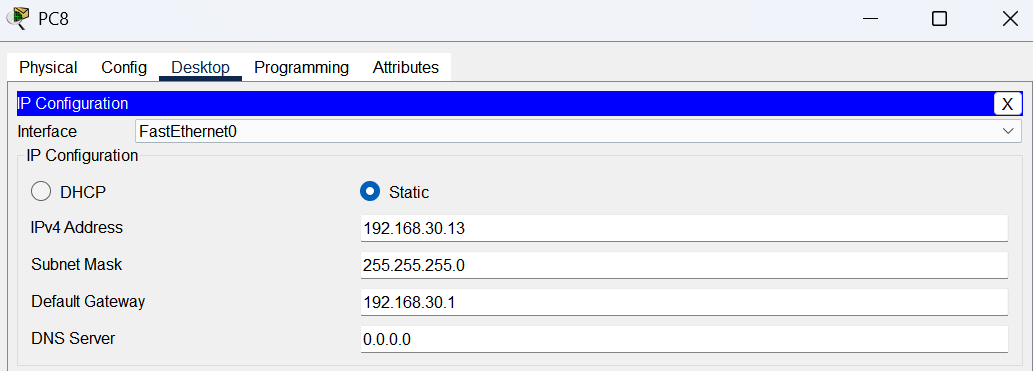 PC8
Physical Config Desktop Programming Attributes
IP Configuration X
Interface FastEthernet0
IP Configuration
DHCP Static
IPv4 Address 192.168.30.13
Subnet Mask 255.255.255.0
Default Gateway 192.168.30.1
DNS Server 0.0.0.0